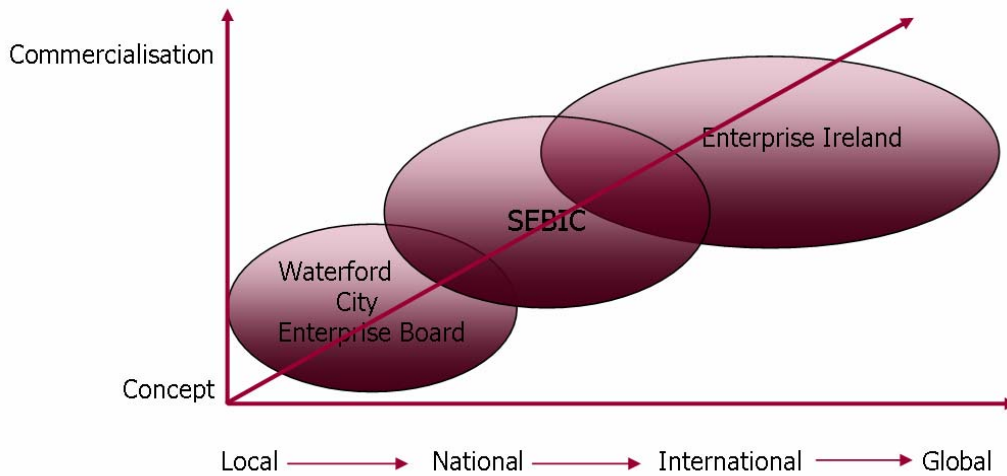 Commercialisation
Enterprise Ireland
SEBIC
Waterford
City
Enterprise Board
Concept
Local National International Global